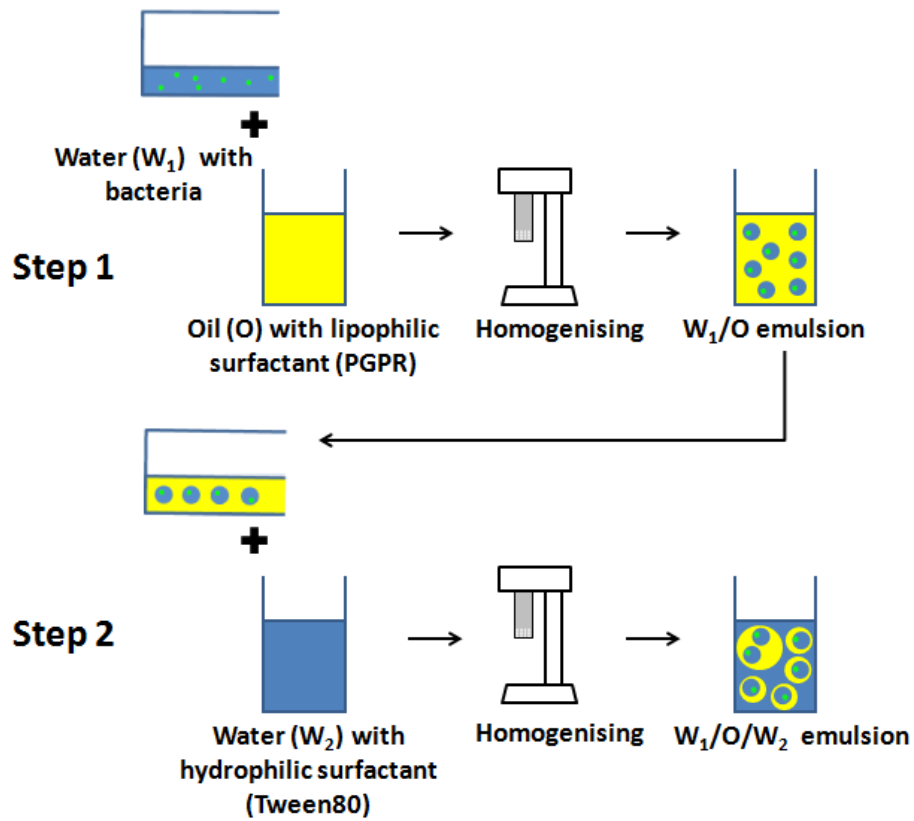 Water (W₁) with
bacteria
Step 1
Oil (O) with lipophilic
surfactant (PGPR)
Homogenising
W₁/O emulsion
Step 2
Water (W₂) with
hydrophilic surfactant
(Tween80)
Homogenising
W₁/O/W₂ emulsion